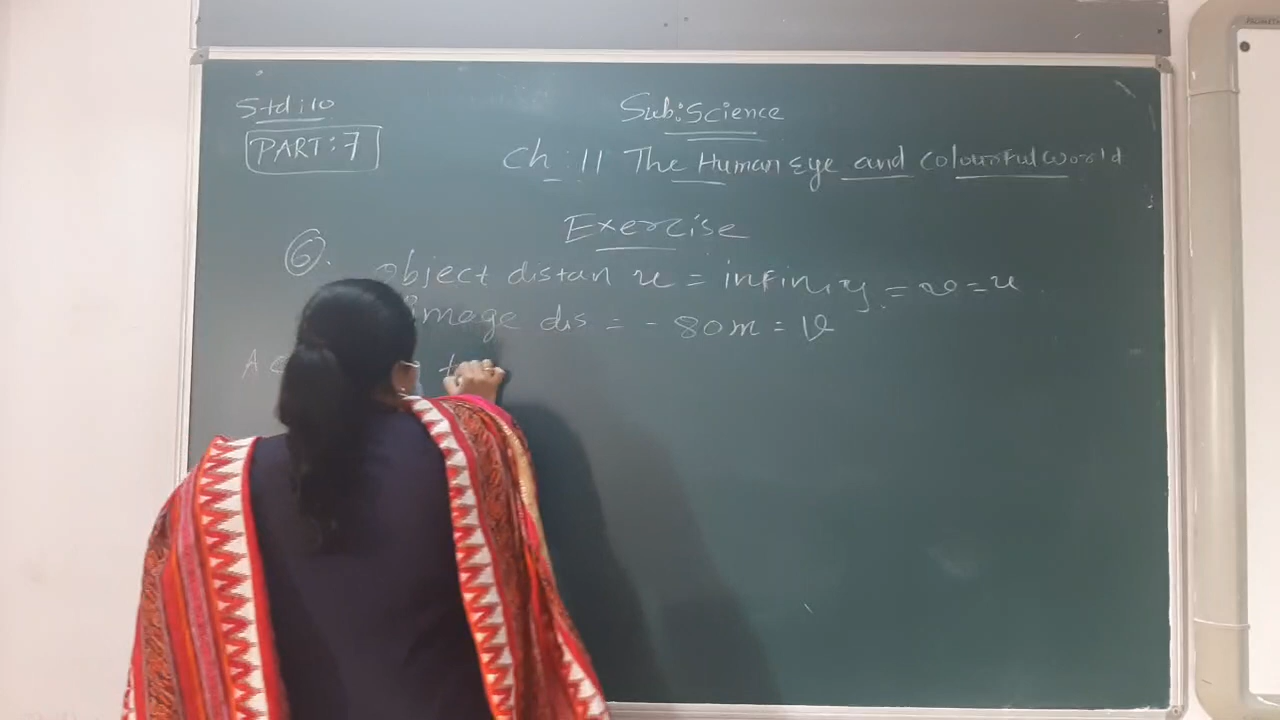 Std:10
Sub:Science
PART:7
Ch:11 The Human Eye and Colourful World
Exercise
6.
object distan u = infiniy = ∞ = u
image dis = -80m = v